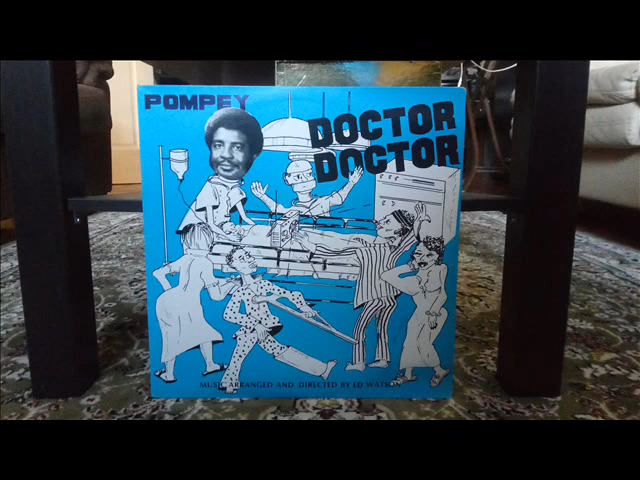 POMPEY
DOCTOR
DOCTOR
MUSIC ARRANGED AND DIRECTED BY ED WATSON